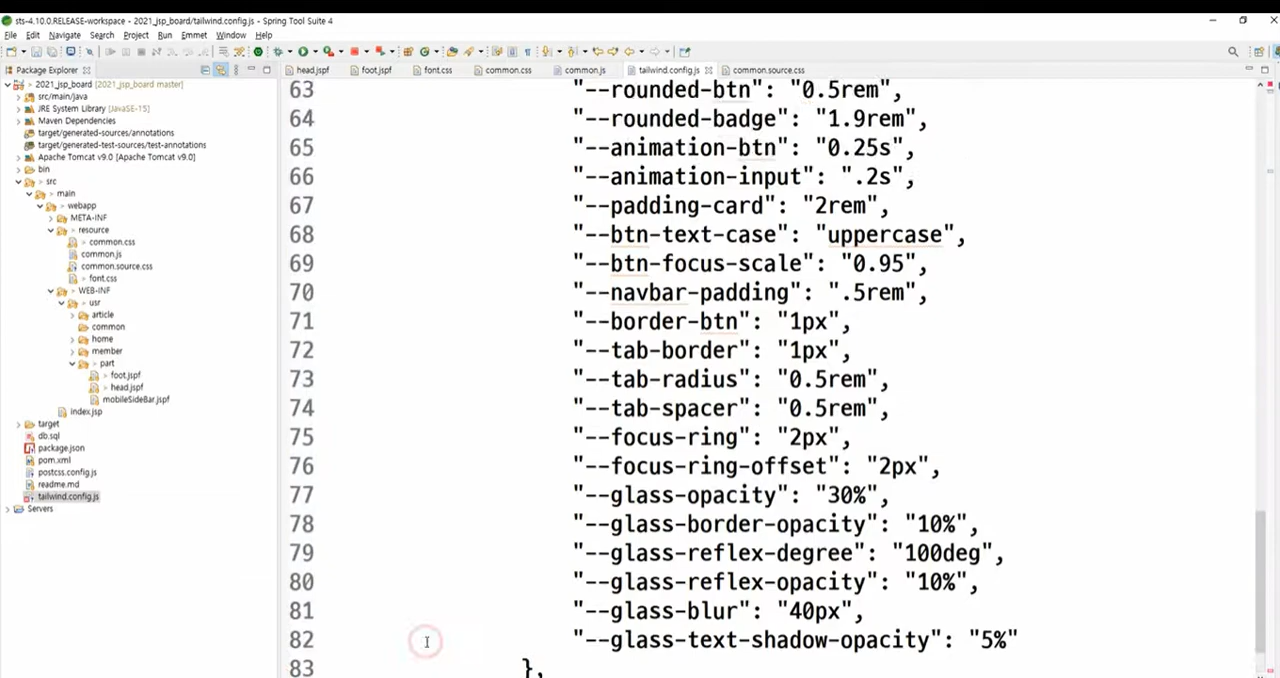 sts-4.10.0.RELEASE-workspace - 2021_jsp_board/tailwind.config.js - Spring Tool Suite 4
File Edit Navigate Search Project Run Emmet Window Help
Package Explorer
head.jspf foot.jspf font.css common.css common.js tailwind.config.js common.source.css
2021_jsp_board [2021_jsp_board master]
src/main/java
JRE System Library [JavaSE-15]
Maven Dependencies
target/generated-sources/annotations
target/generated-test-sources/test-annotations
Apache Tomcat v9.0 [Apache Tomcat v9.0]
bin
> src
> main
> webapp
META-INF
> resource
> common.css
common.js
> common.source.css
> font.css
> WEB-INF
> usr
> article
common
> home
> member
> part
> foot.jspf
> head.jspf
mobileSideBar.jspf
index.jsp
target
db.sql
package.json
pom.xml
postcss.config.js
readme.md
tailwind.config.js
Servers
63 "--rounded-btn": "0.5rem",
64 "--rounded-badge": "1.9rem",
65 "--animation-btn": "0.25s",
66 "--animation-input": ".2s",
67 "--padding-card": "2rem",
68 "--btn-text-case": "uppercase",
69 "--btn-focus-scale": "0.95",
70 "--navbar-padding": ".5rem",
71 "--border-btn": "1px",
72 "--tab-border": "1px",
73 "--tab-radius": "0.5rem",
74 "--tab-spacer": "0.5rem",
75 "--focus-ring": "2px",
76 "--focus-ring-offset": "2px",
77 "--glass-opacity": "30%",
78 "--glass-border-opacity": "10%",
79 "--glass-reflex-degree": "100deg",
80 "--glass-reflex-opacity": "10%",
81 "--glass-blur": "40px",
82 "--glass-text-shadow-opacity": "5%"
83 },